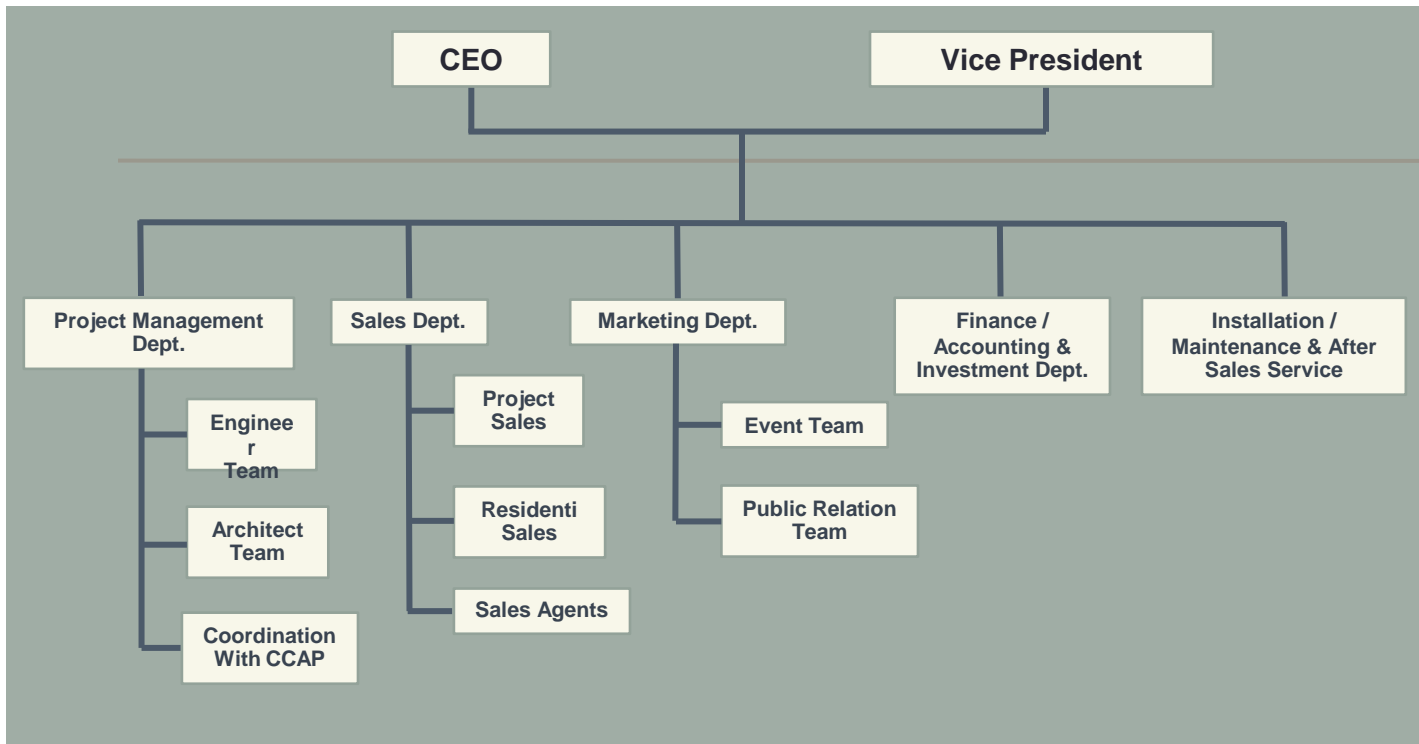 CEO
Vice President
Project Management
Dept.
Sales Dept.
Marketing Dept.
Finance /
Accounting &
Investment Dept.
Installation /
Maintenance & After
Sales Service
Enginee
r
Team
Architect
Team
Coordination
With CCAP
Project
Sales
Residenti
Sales
Sales Agents
Event Team
Public Relation
Team